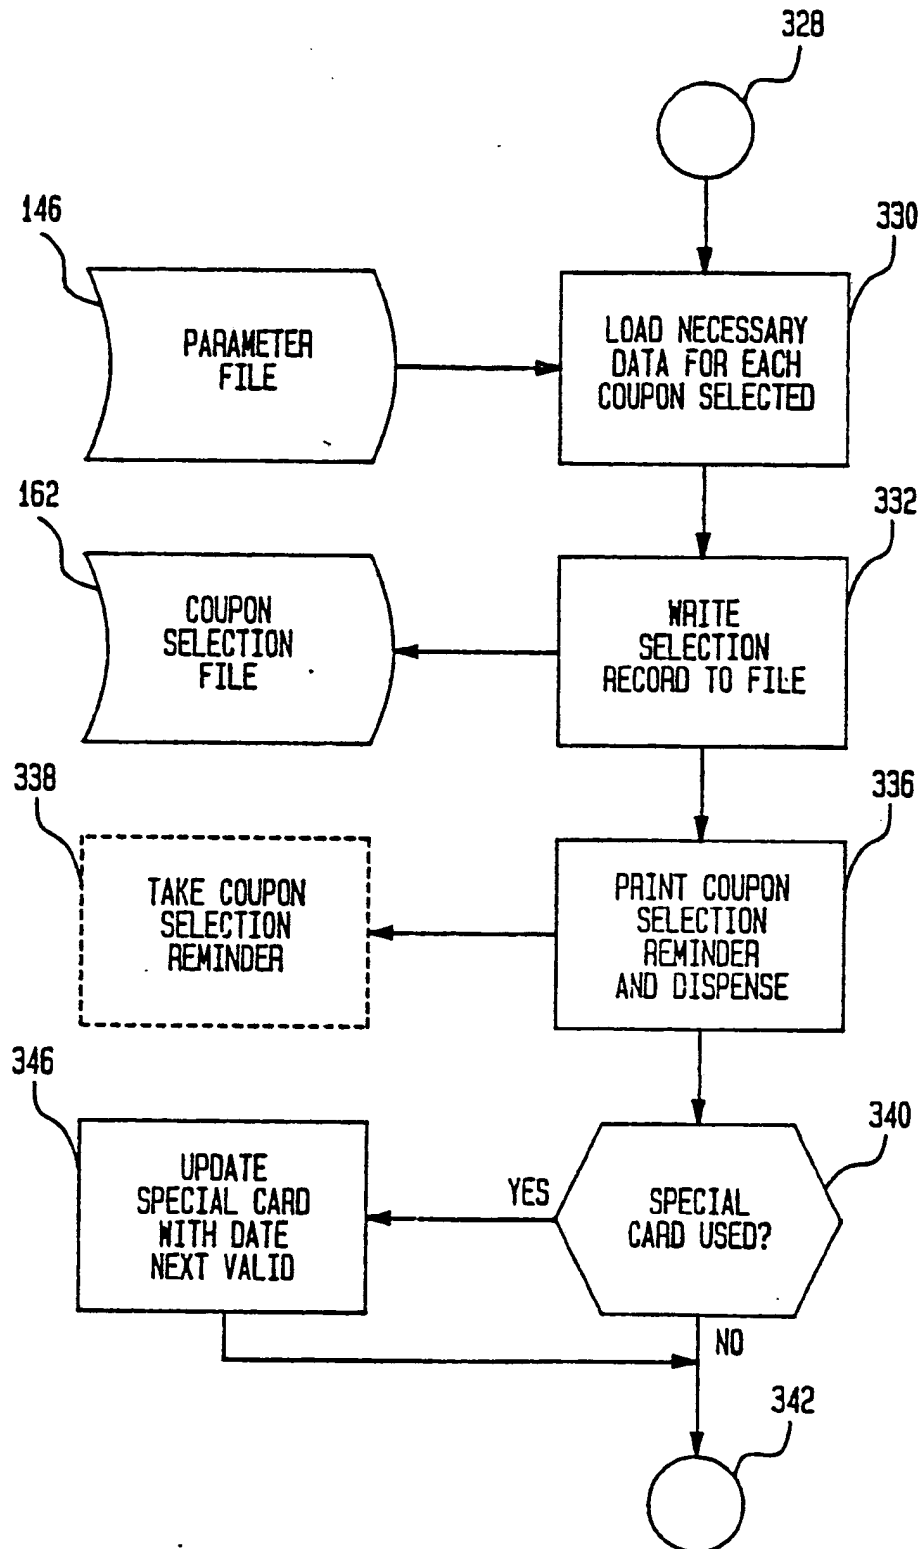 328
146
330
PARAMETER
FILE
LOAD NECESSARY
DATA FOR EACH
COUPON SELECTED
162
332
COUPON
SELECTION
FILE
WRITE
SELECTION
RECORD TO FILE
338
336
TAKE COUPON
SELECTION
REMINDER
PRINT COUPON
SELECTION
REMINDER
AND DISPENSE
346
340
UPDATE
SPECIAL CARD
WITH DATE
NEXT VALID
YES
SPECIAL
CARD USED?
NO
342